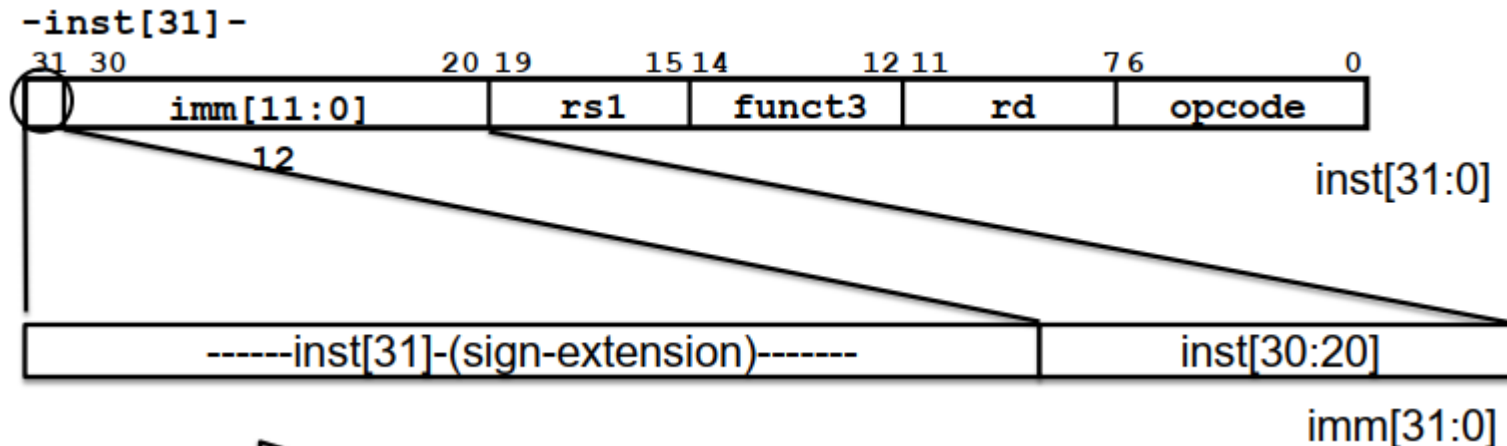 -inst[31]-
31 30 20 19 15 14 12 11 7 6 0
imm[11:0] rs1 funct3 rd opcode
12
inst[31:0]
------inst[31]-(sign-extension)------- inst[30:20]
imm[31:0]